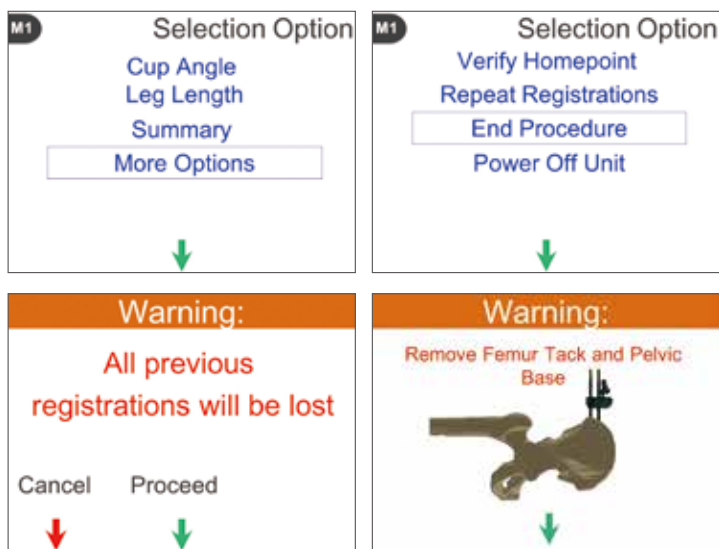 M1
Selection Option
Cup Angle
Leg Length
Summary
More Options
M1
Selection Option
Verify Homepoint
Repeat Registrations
End Procedure
Power Off Unit
Warning:
All previous
registrations will be lost
Cancel Proceed
Warning:
Remove Femur Tack and Pelvic
Base